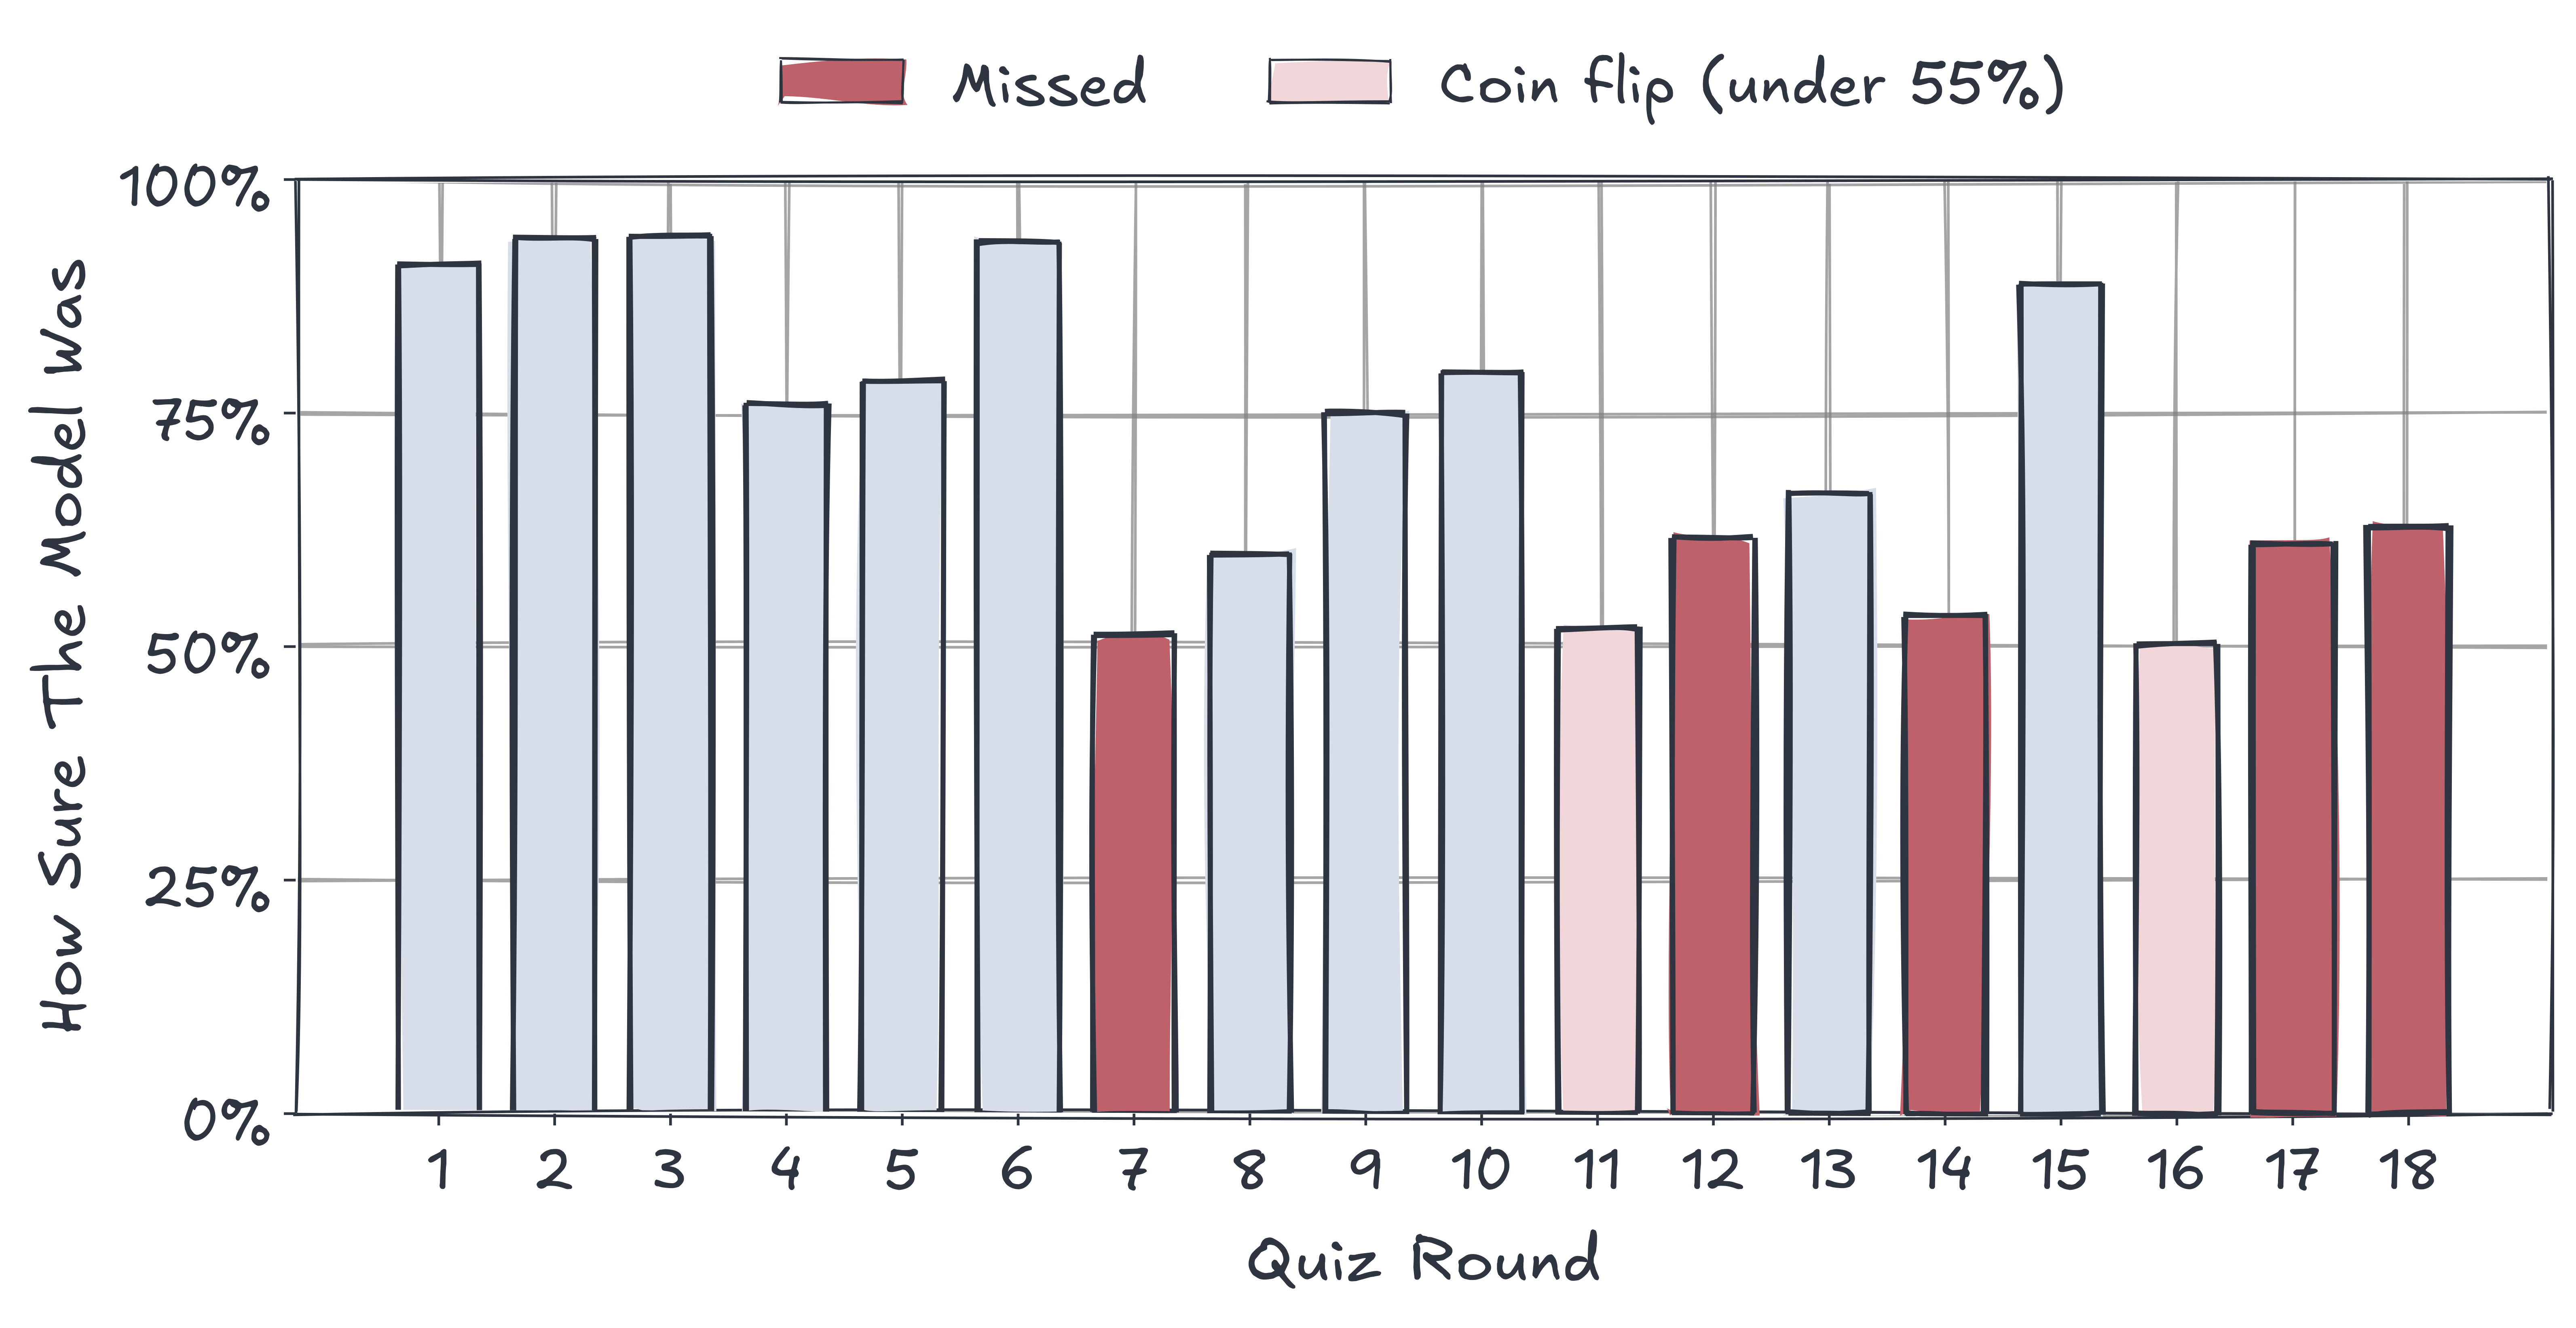 Missed Coin flip (under 55%)
100%
75%
50%
25%
0%
How Sure The Model Was
1 2 3 4 5 6 7 8 9 10 11 12 13 14 15 16 17 18
Quiz Round